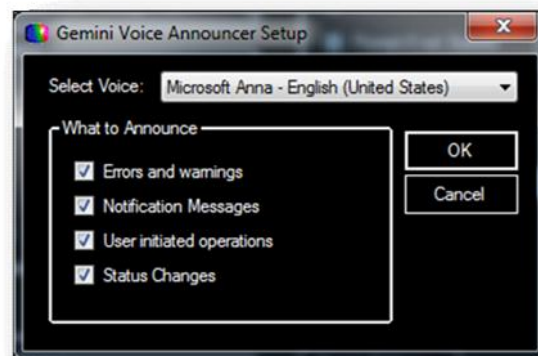 Gemini Voice Announcer Setup
Select Voice: Microsoft Anna - English (United States)
What to Announce
Errors and warnings
Notification Messages
User initiated operations
Status Changes
OK
Cancel